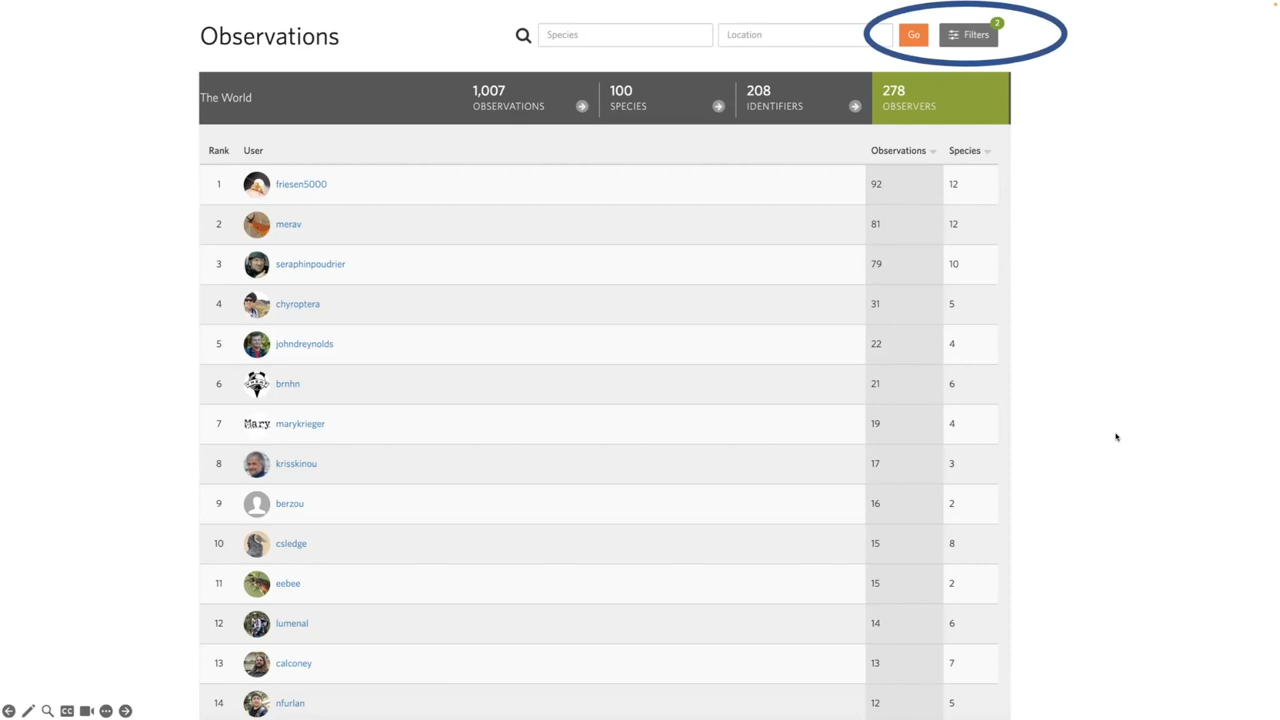 Observations
Species
Location
Go
Filters
2
The World
1,007
OBSERVATIONS
100
SPECIES
208
IDENTIFIERS
278
OBSERVERS
Rank User Observations Species
1 friesen5000 92 12
2 merav 81 12
3 seraphinpoudrier 79 10
4 chyroptera 31 5
5 johndreynolds 22 4
6 brnhn 21 6
7 Mary marykrieger 19 4
8 krisskinou 17 3
9 berzou 16 2
10 csledge 15 8
11 eebee 15 2
12 lumenal 14 6
13 calconey 13 7
14 nfurlan 12 5
CC